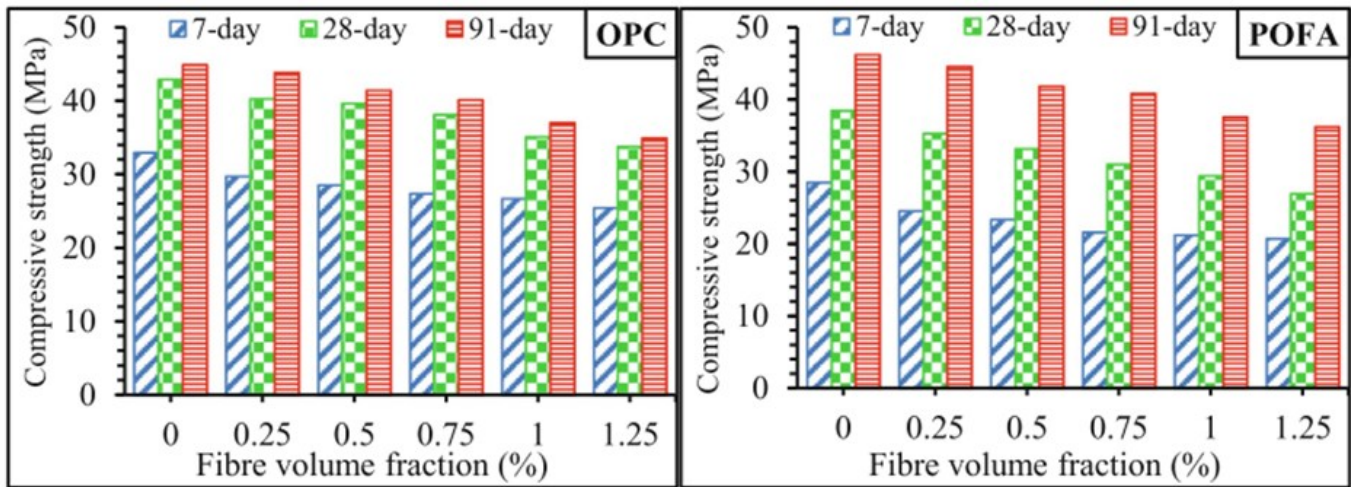 50 7-day 28-day 91-day OPC
40
30
20
10
0
Compressive strength (MPa)
0 0.25 0.5 0.75 1 1.25
Fibre volume fraction (%)
50 7-day 28-day 91-day POFA
40
30
20
10
0
Compressive strength (MPa)
0 0.25 0.5 0.75 1 1.25
Fibre volume fraction (%)